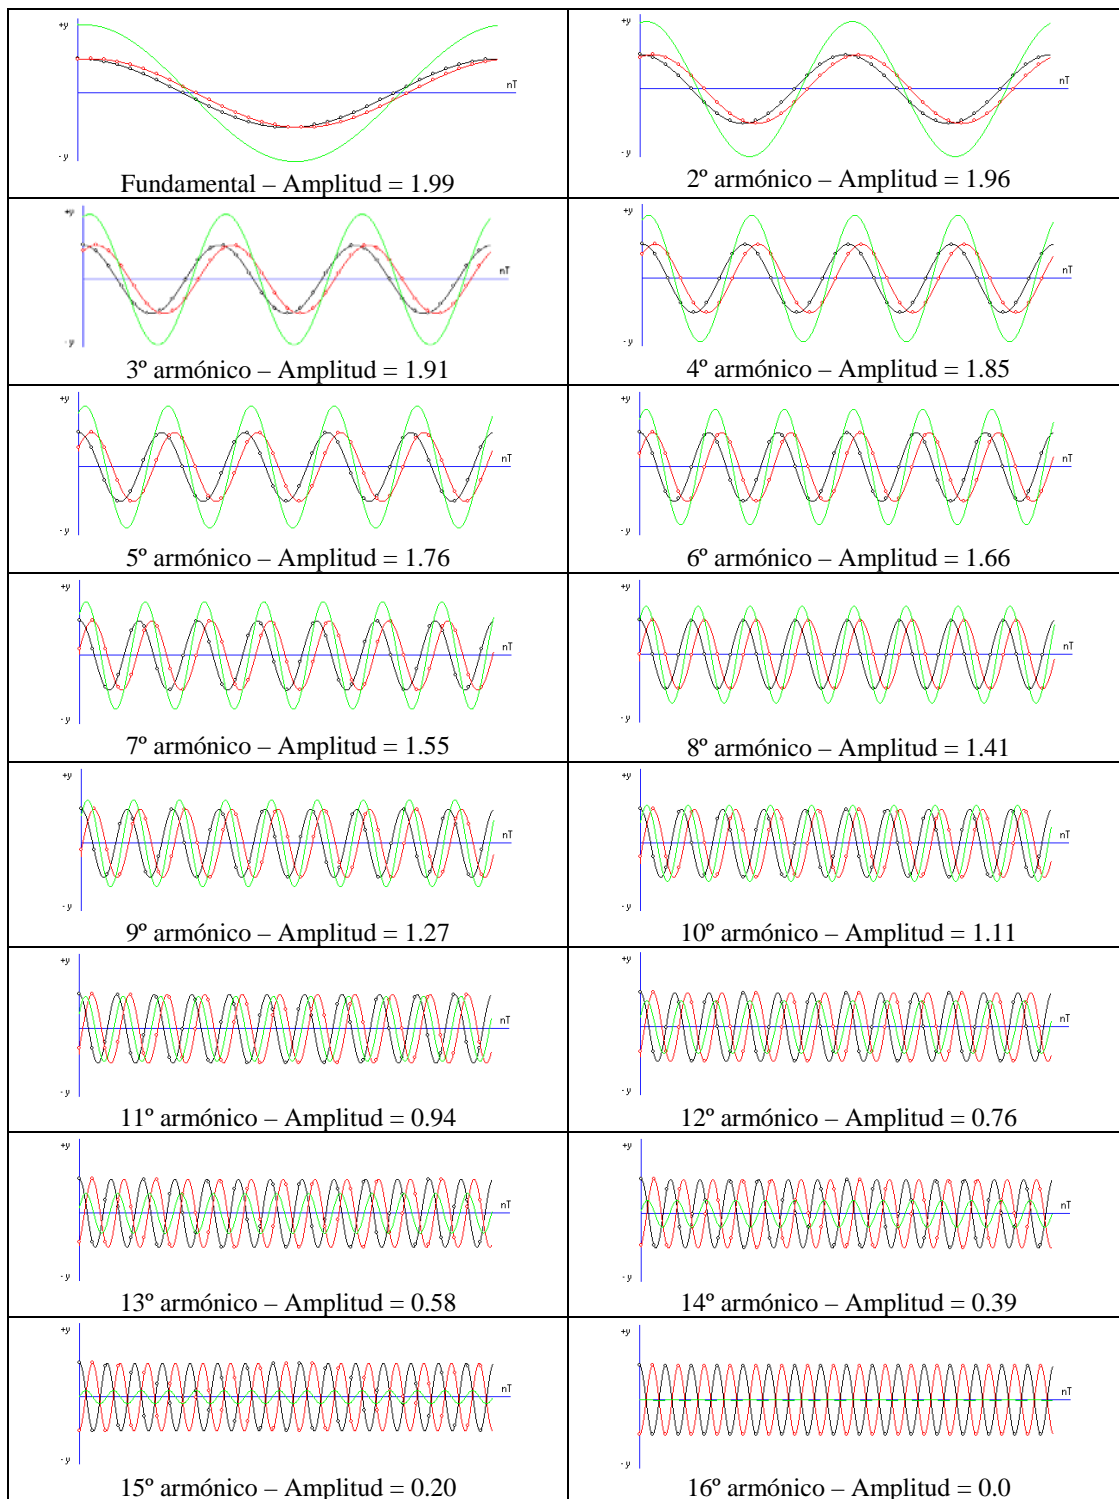 +y
nT
- y
Fundamental – Amplitud = 1.99
+y
nT
- y
2º armónico – Amplitud = 1.96
+y
nT
- y
3º armónico – Amplitud = 1.91
+y
nT
- y
4º armónico – Amplitud = 1.85
+y
nT
- y
5º armónico – Amplitud = 1.76
+y
nT
- y
6º armónico – Amplitud = 1.66
+y
nT
- y
7º armónico – Amplitud = 1.55
+y
nT
- y
8º armónico – Amplitud = 1.41
+y
nT
- y
9º armónico – Amplitud = 1.27
+y
nT
- y
10º armónico – Amplitud = 1.11
+y
nT
- y
11º armónico – Amplitud = 0.94
+y
nT
- y
12º armónico – Amplitud = 0.76
+y
nT
- y
13º armónico – Amplitud = 0.58
+y
nT
- y
14º armónico – Amplitud = 0.39
+y
nT
- y
15º armónico – Amplitud = 0.20
+y
nT
- y
16º armónico – Amplitud = 0.0